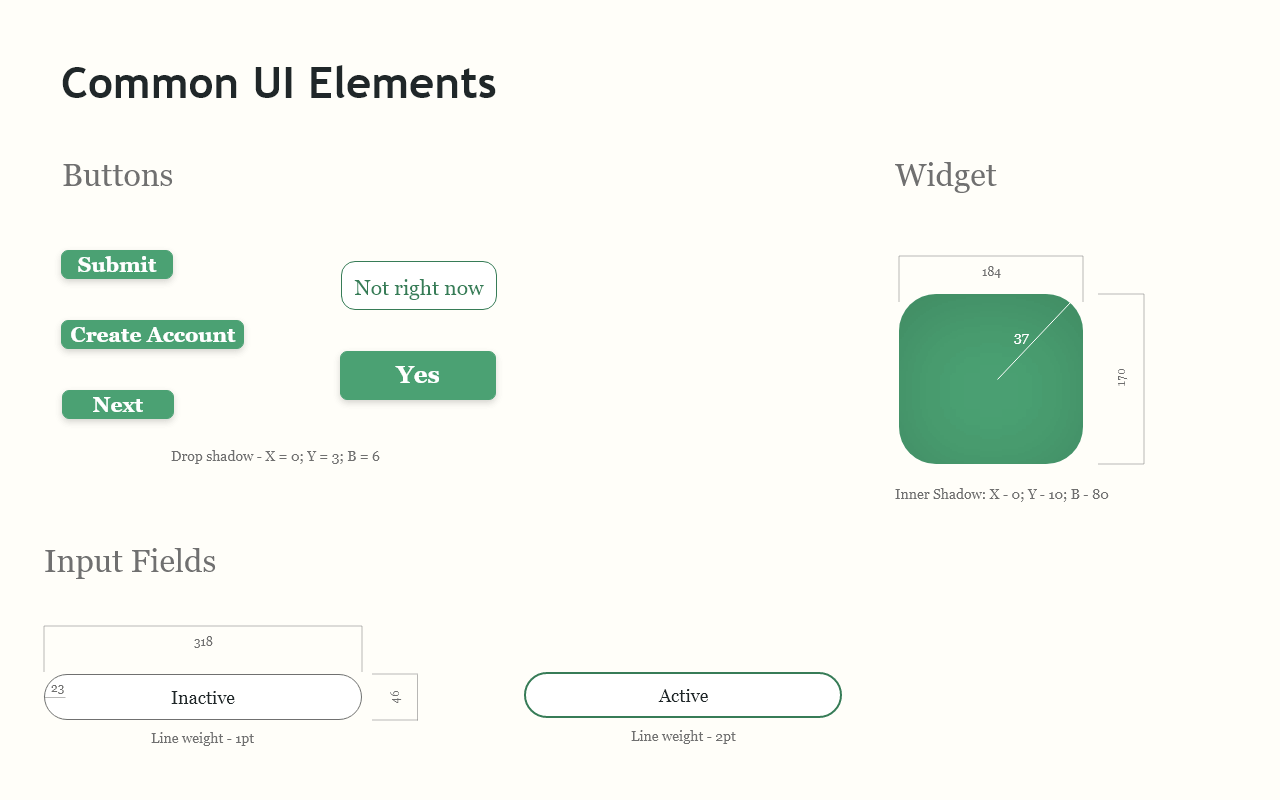 Common UI Elements
Buttons
Submit
Create Account
Next
Not right now
Yes
Drop shadow - X = 0; Y = 3; B = 6
Widget
184
37
170
Inner Shadow: X - 0; Y - 10; B - 80
Input Fields
318
23
Inactive
46
Line weight - 1pt
Active
Line weight - 2pt